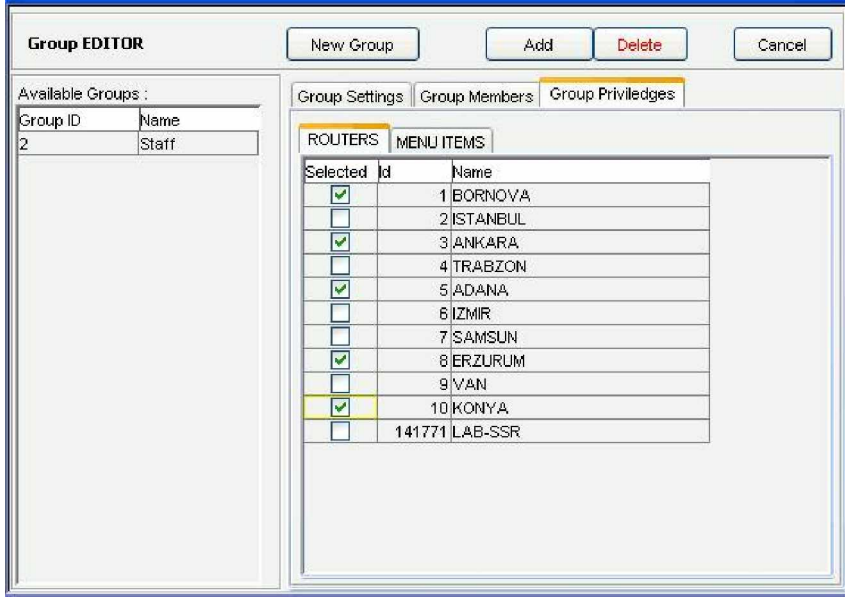 Group EDITOR New Group Add Delete Cancel
Available Groups :
Group ID Name
2 Staff
Group Settings Group Members Group Priviledges
ROUTERS MENU ITEMS
Selected Id Name
1 BORNOVA
2 ISTANBUL
3 ANKARA
4 TRABZON
5 ADANA
6 IZMIR
7 SAMSUN
8 ERZURUM
9 VAN
10 KONYA
141771 LAB-SSR